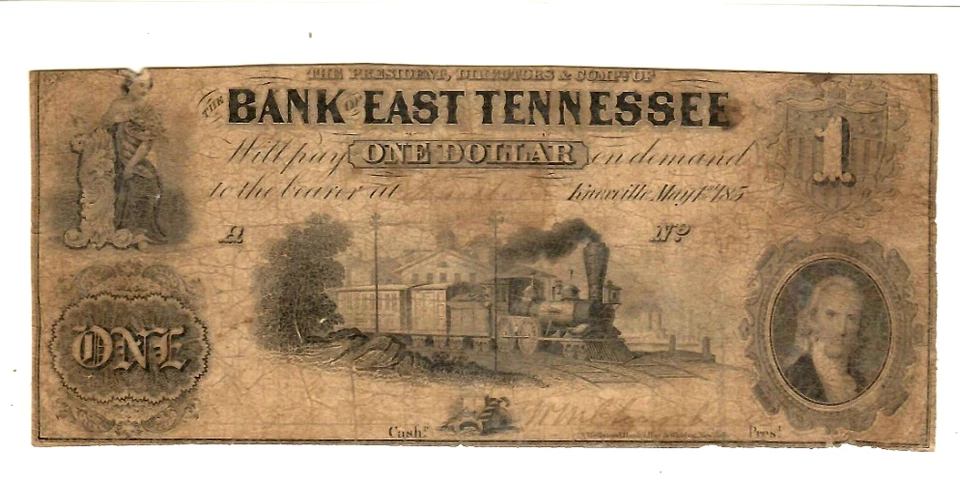 THE PRESIDENT, DIRECTORS & COMPY OF
THE BANK OF EAST TENNESSEE
1
Will pay ONE DOLLAR on demand
to the bearer at
Knoxville, May 1st 185
A
No
ONE
Cashr
Prest